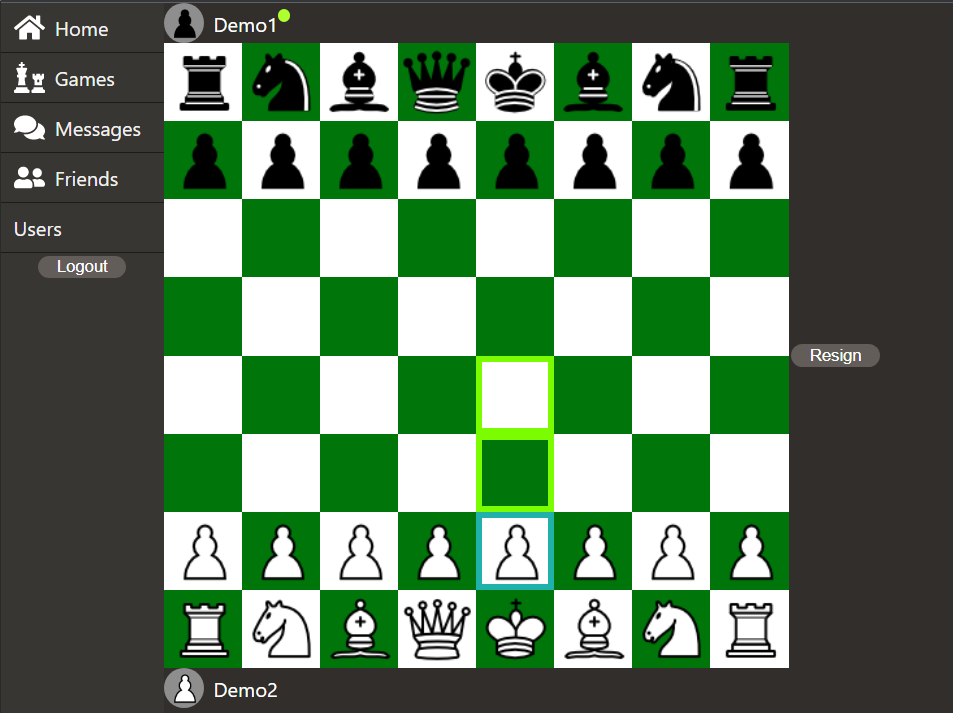 Home
Games
Messages
Friends
Users
Logout
Demo1
Resign
Demo2